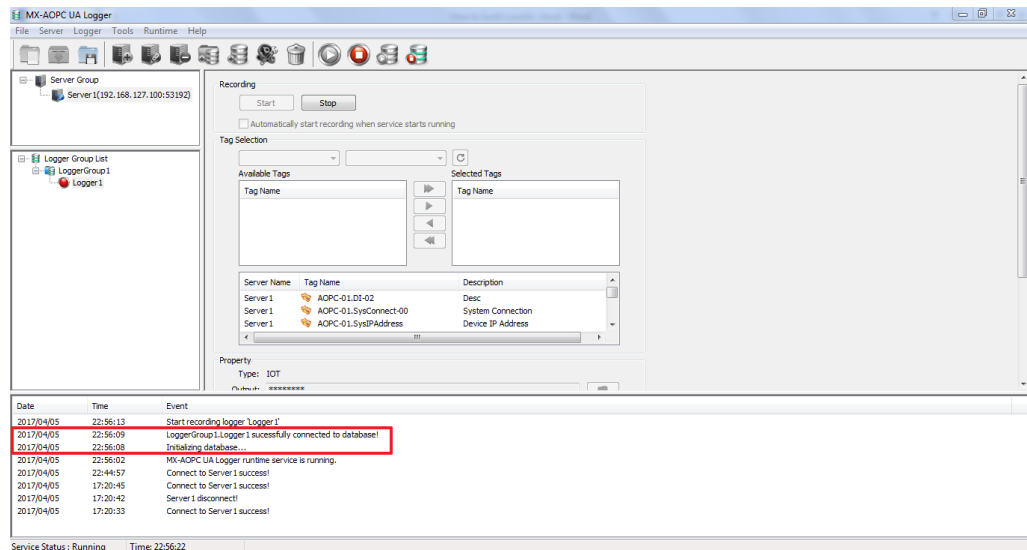 MX-AOPC UA Logger
File Server Logger Tools Runtime Help
Server Group
Server1(192.168.127.100:53192)
Logger Group List
LoggerGroup1
Logger1
Recording
Start Stop
Automatically start recording when service starts running
Tag Selection
Available Tags Selected Tags
Tag Name Tag Name
Server Name Tag Name Description
Server1 AOPC-01.DI-02 Desc
Server1 AOPC-01.SysConnect-00 System Connection
Server1 AOPC-01.SysIPAddress Device IP Address
Property
Type: IOT
Output: ********
Date Time Event
2017/04/05 22:56:13 Start recording logger 'Logger1'
2017/04/05 22:56:09 LoggerGroup1.Logger1 sucessfully connected to database!
2017/04/05 22:56:08 Initializing database...
2017/04/05 22:56:02 MX-AOPC UA Logger runtime service is running.
2017/04/05 22:44:57 Connect to Server1 success!
2017/04/05 17:20:45 Connect to Server1 success!
2017/04/05 17:20:42 Server1 disconnect!
2017/04/05 17:20:33 Connect to Server1 success!
Service Status : Running Time: 22:56:22